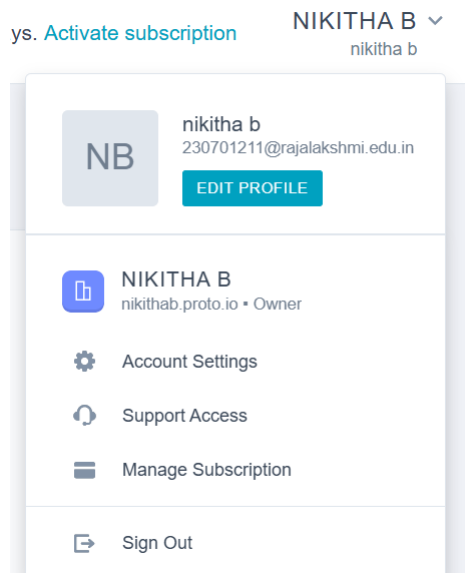 ys. Activate subscription
NIKITHA B
nikitha b
NB
nikitha b
230701211@rajalakshmi.edu.in
EDIT PROFILE
NIKITHA B
nikithab.proto.io • Owner
Account Settings
Support Access
Manage Subscription
Sign Out